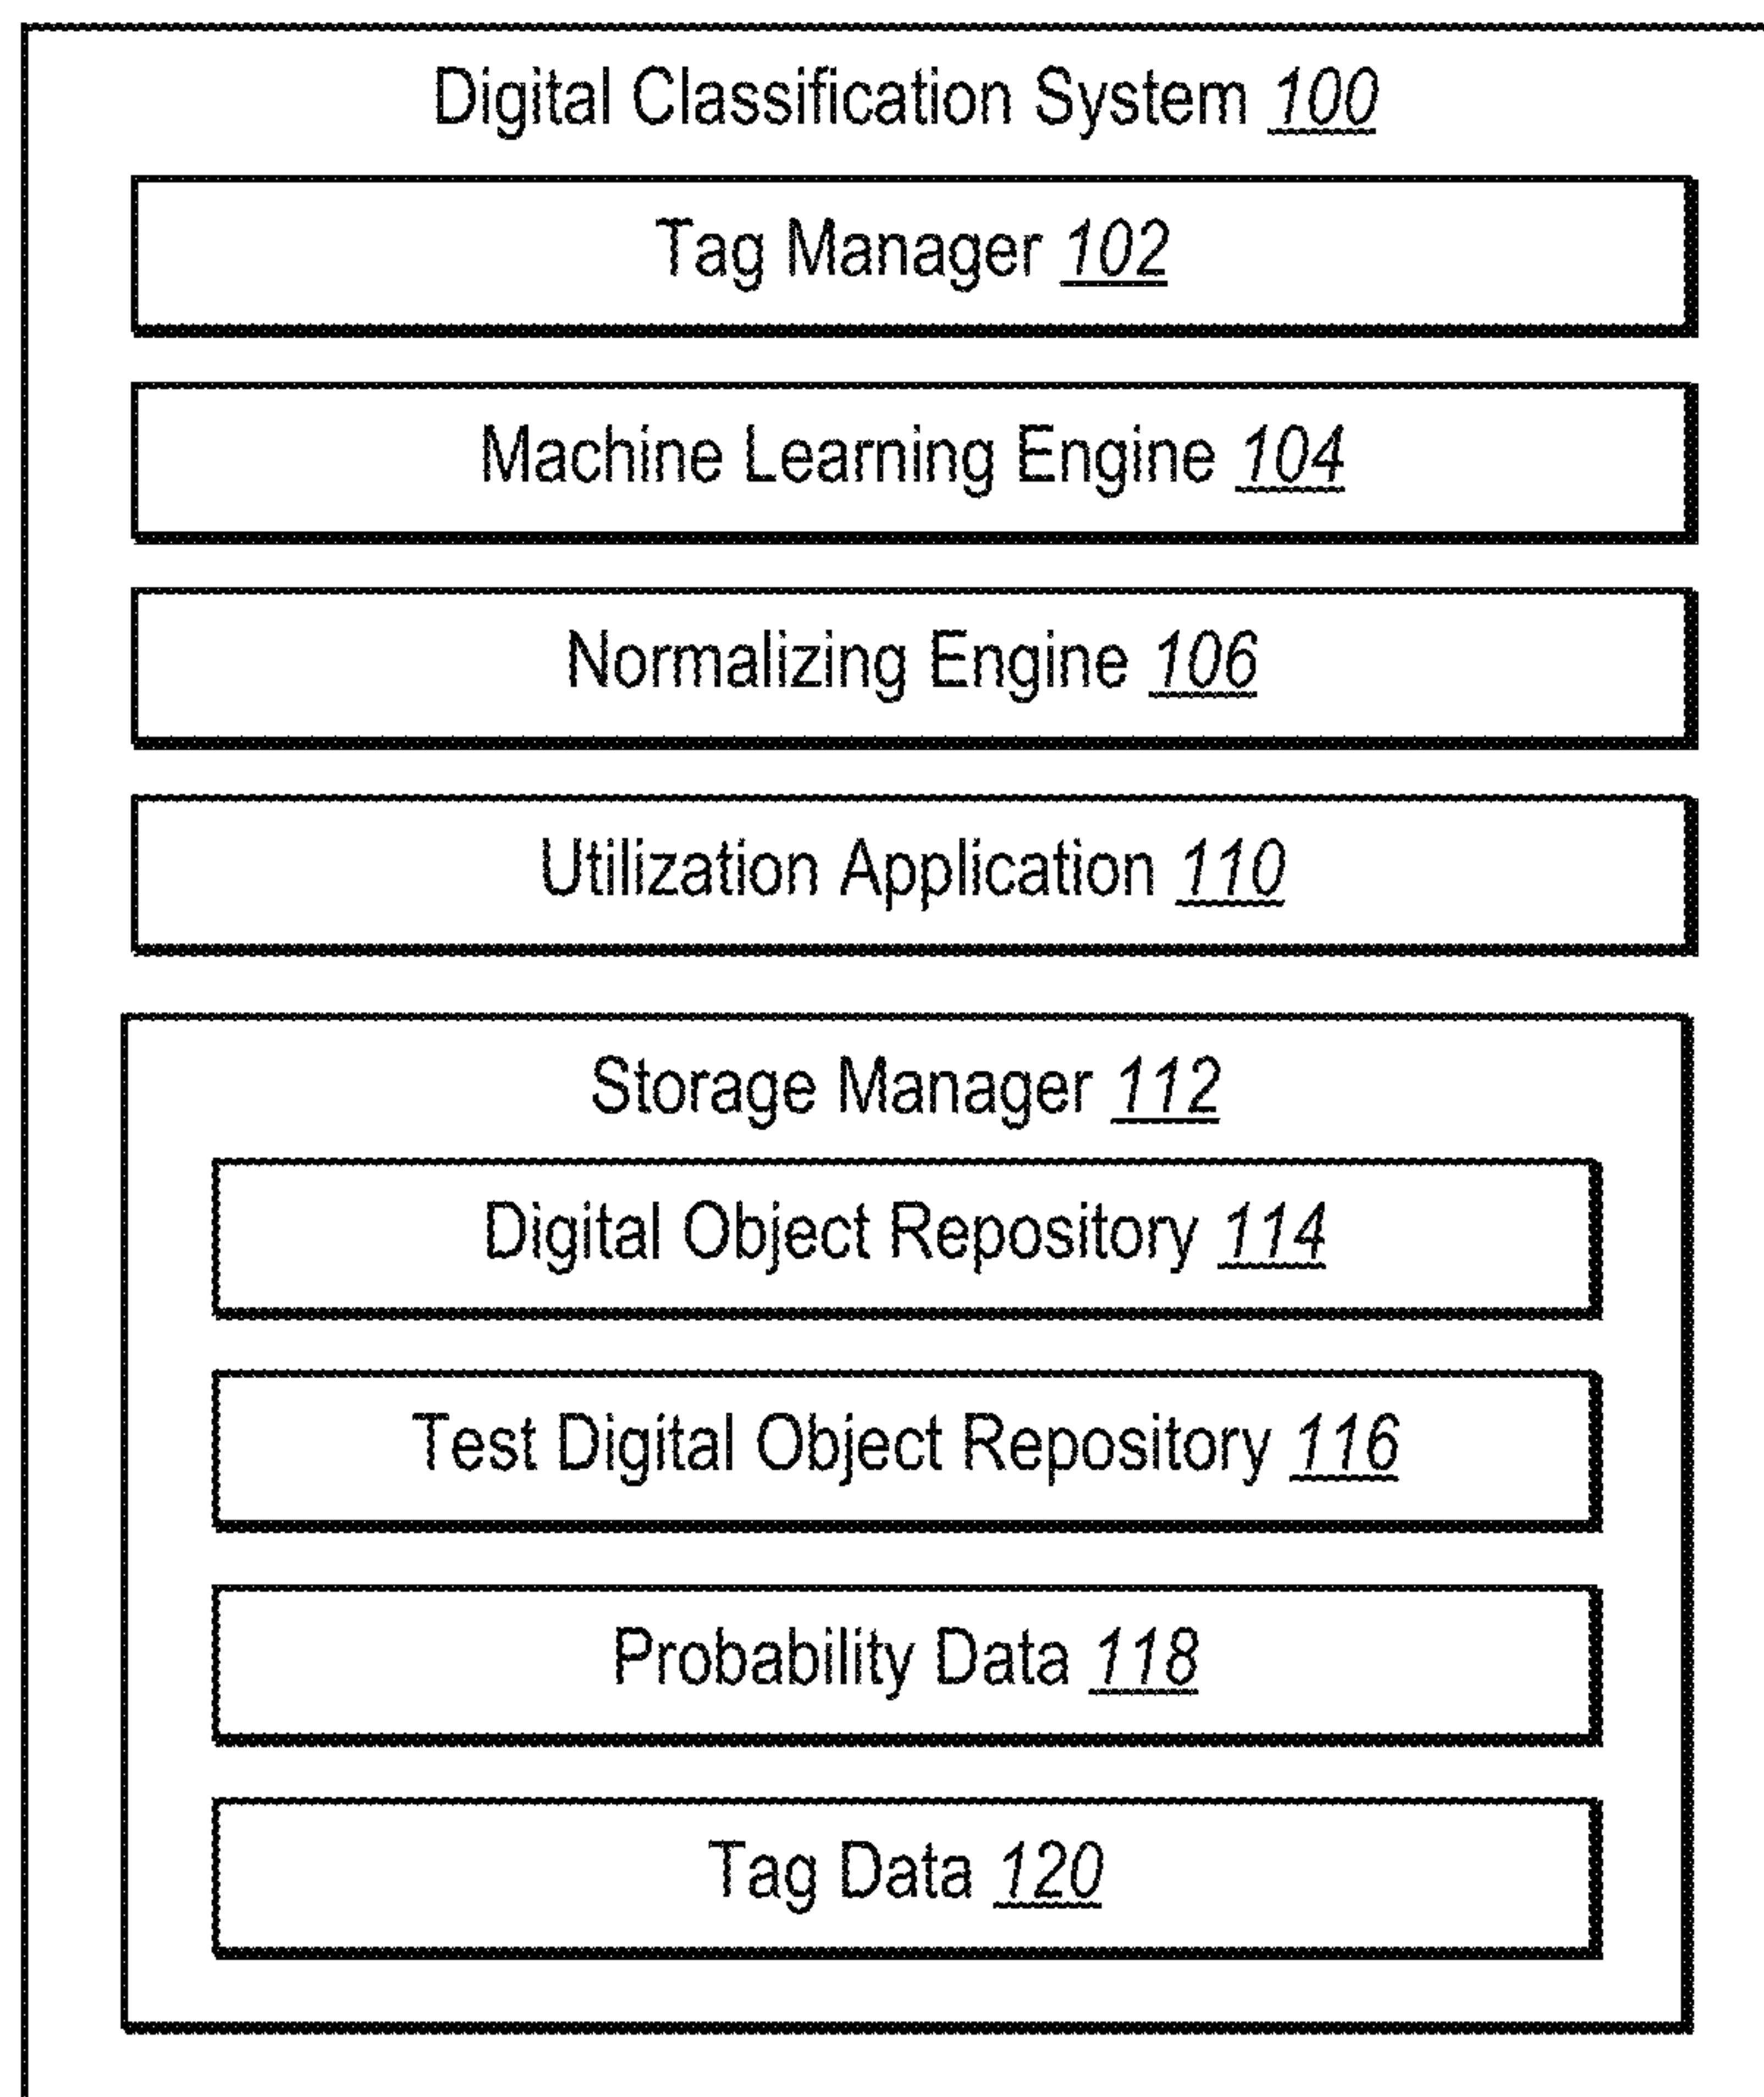 Digital Classification System 100
Tag Manager 102
Machine Learning Engine 104
Normalizing Engine 106
Utilization Application 110
Storage Manager 112
Digital Object Repository 114
Test Digital Object Repository 116
Probability Data 118
Tag Data 120